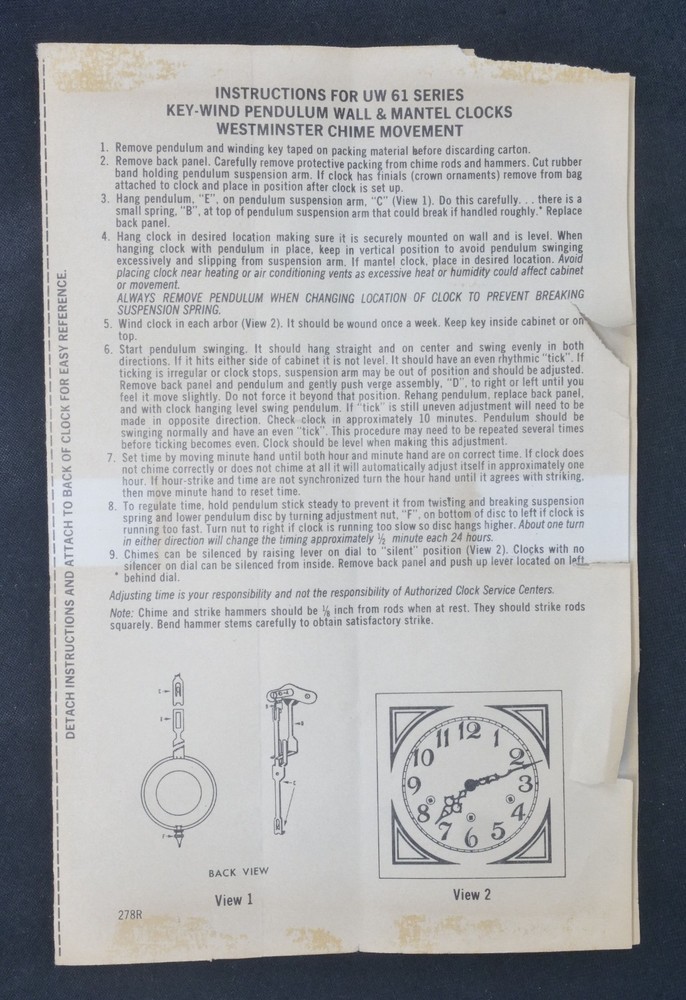 INSTRUCTIONS FOR UW 61 SERIES
KEY-WIND PENDULUM WALL & MANTEL CLOCKS
WESTMINSTER CHIME MOVEMENT
1. Remove pendulum and winding key taped on packing material before discarding carton.
2. Remove back panel. Carefully remove protective packing from chime rods and hammers. Cut rubber
band holding pendulum suspension arm. If clock has finials (crown ornaments) remove from bag
attached to clock and place in position after clock is set up.
3. Hang pendulum, "E", on pendulum suspension arm, "C" (View 1). Do this carefully. . . there is a
small spring, "B", at top of pendulum suspension arm that could break if handled roughly.* Replace
back panel.
4. Hang clock in desired location making sure it is securely mounted on wall and is level. When
hanging clock with pendulum in place, keep in vertical position to avoid pendulum swinging
excessively and slipping from suspension arm. If mantel clock, place in desired location. Avoid
placing clock near heating or air conditioning vents as excessive heat or humidity could affect cabinet
or movement.
ALWAYS REMOVE PENDULUM WHEN CHANGING LOCATION OF CLOCK TO PREVENT BREAKING
SUSPENSION SPRING.
5. Wind clock in each arbor (View 2). It should be wound once a week. Keep key inside cabinet or on
top.
6. Start pendulum swinging. It should hang straight and on center and swing evenly in both
directions. If it hits either side of cabinet it is not level. It should have an even rhythmic "tick". If
ticking is irregular or clock stops, suspension arm may be out of position and should be adjusted.
Remove back panel and pendulum and gently push verge assembly, "D", to right or left until you
feel it move slightly. Do not force it beyond that position. Rehang pendulum, replace back panel,
and with clock hanging level swing pendulum. If "tick" is still uneven adjustment will need to be
made in opposite direction. Check clock in approximately 10 minutes. Pendulum should be
swinging normally and have an even "tick". This procedure may need to be repeated several times
before ticking becomes even. Clock should be level when making this adjustment.
7. Set time by moving minute hand until both hour and minute hand are on correct time. If clock does
not chime correctly or does not chime at all it will automatically adjust itself in approximately one
hour. If hour-strike and time are not synchronized turn the hour hand until it agrees with striking,
then move minute hand to reset time.
8. To regulate time, hold pendulum stick steady to prevent it from twisting and breaking suspension
spring and lower pendulum disc by turning adjustment nut, "F", on bottom of disc to left if clock is
running too fast. Turn nut to right if clock is running too slow so disc hangs higher. About one turn
in either direction will change the timing approximately ½ minute each 24 hours.
9. Chimes can be silenced by raising lever on dial to "silent" position (View 2). Clocks with no
silencer on dial can be silenced from inside. Remove back panel and push up lever located on left
* behind dial.
Adjusting time is your responsibility and not the responsibility of Authorized Clock Service Centers.
Note: Chime and strike hammers should be ⅛ inch from rods when at rest. They should strike rods
squarely. Bend hammer stems carefully to obtain satisfactory strike.
DETACH INSTRUCTIONS AND ATTACH TO BACK OF CLOCK FOR EASY REFERENCE.
12
1
2
3
4
5
6
7
8
9
10
11
BACK VIEW
View 1
View 2
278R